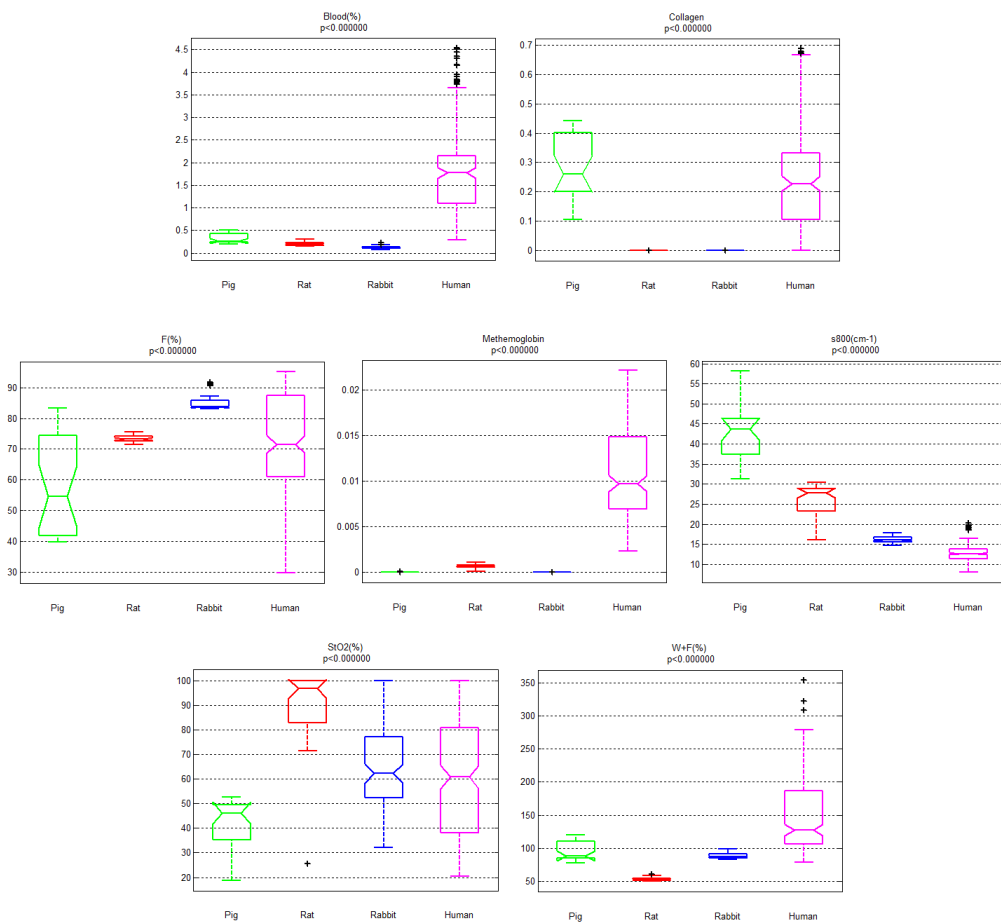 Blood(%)
p<0.000000
4.5
4
3.5
3
2.5
2
1.5
1
0.5
0
Pig Rat Rabbit Human
Collagen
p<0.000000
0.7
0.6
0.5
0.4
0.3
0.2
0.1
0
Pig Rat Rabbit Human
F(%)
p<0.000000
90
80
70
60
50
40
30
Pig Rat Rabbit Human
Methemoglobin
p<0.000000
0.02
0.015
0.01
0.005
0
Pig Rat Rabbit Human
s800(cm-1)
p<0.000000
60
55
50
45
40
35
30
25
20
15
10
Pig Rat Rabbit Human
StO2(%)
p<0.000000
100
90
80
70
60
50
40
30
20
Pig Rat Rabbit Human
W+F(%)
p<0.000000
350
300
250
200
150
100
50
Pig Rat Rabbit Human